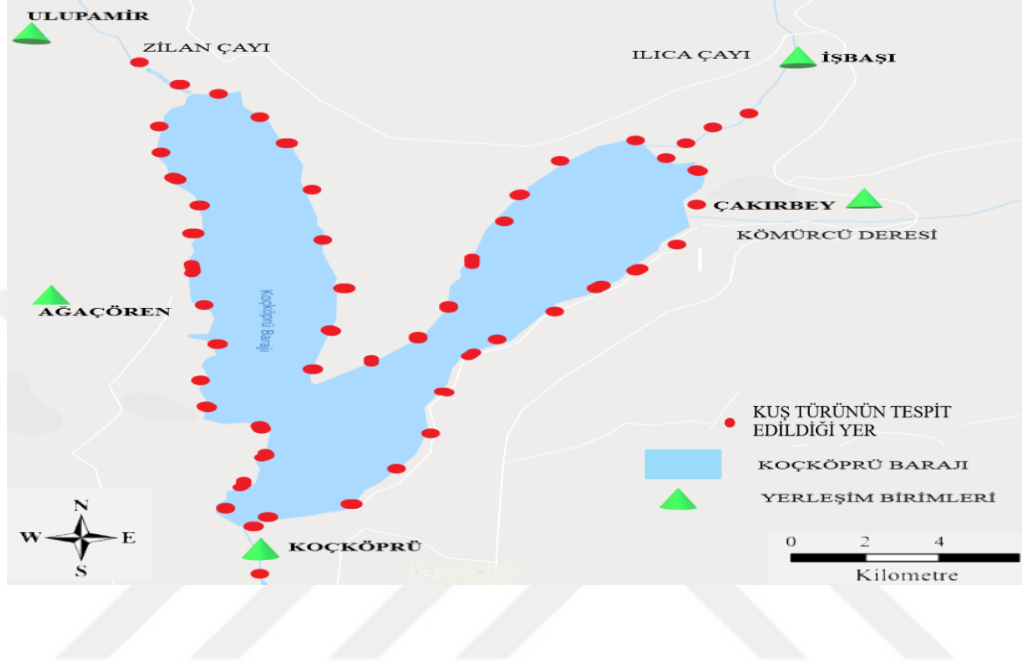 ULUPAMİR
ZİLAN ÇAYI
ILICA ÇAYI
İŞBAŞI
ÇAKIRBEY
KÖMÜRCÜ DERESİ
AĞAÇÖREN
Koçköprü Barajı
KUŞ TÜRÜNÜN TESPİT
EDİLDİĞİ YER
KOÇKÖPRÜ BARAJI
YERLEŞİM BİRİMLERİ
N
W E
S
KOÇKÖPRÜ
0 2 4
Kilometre